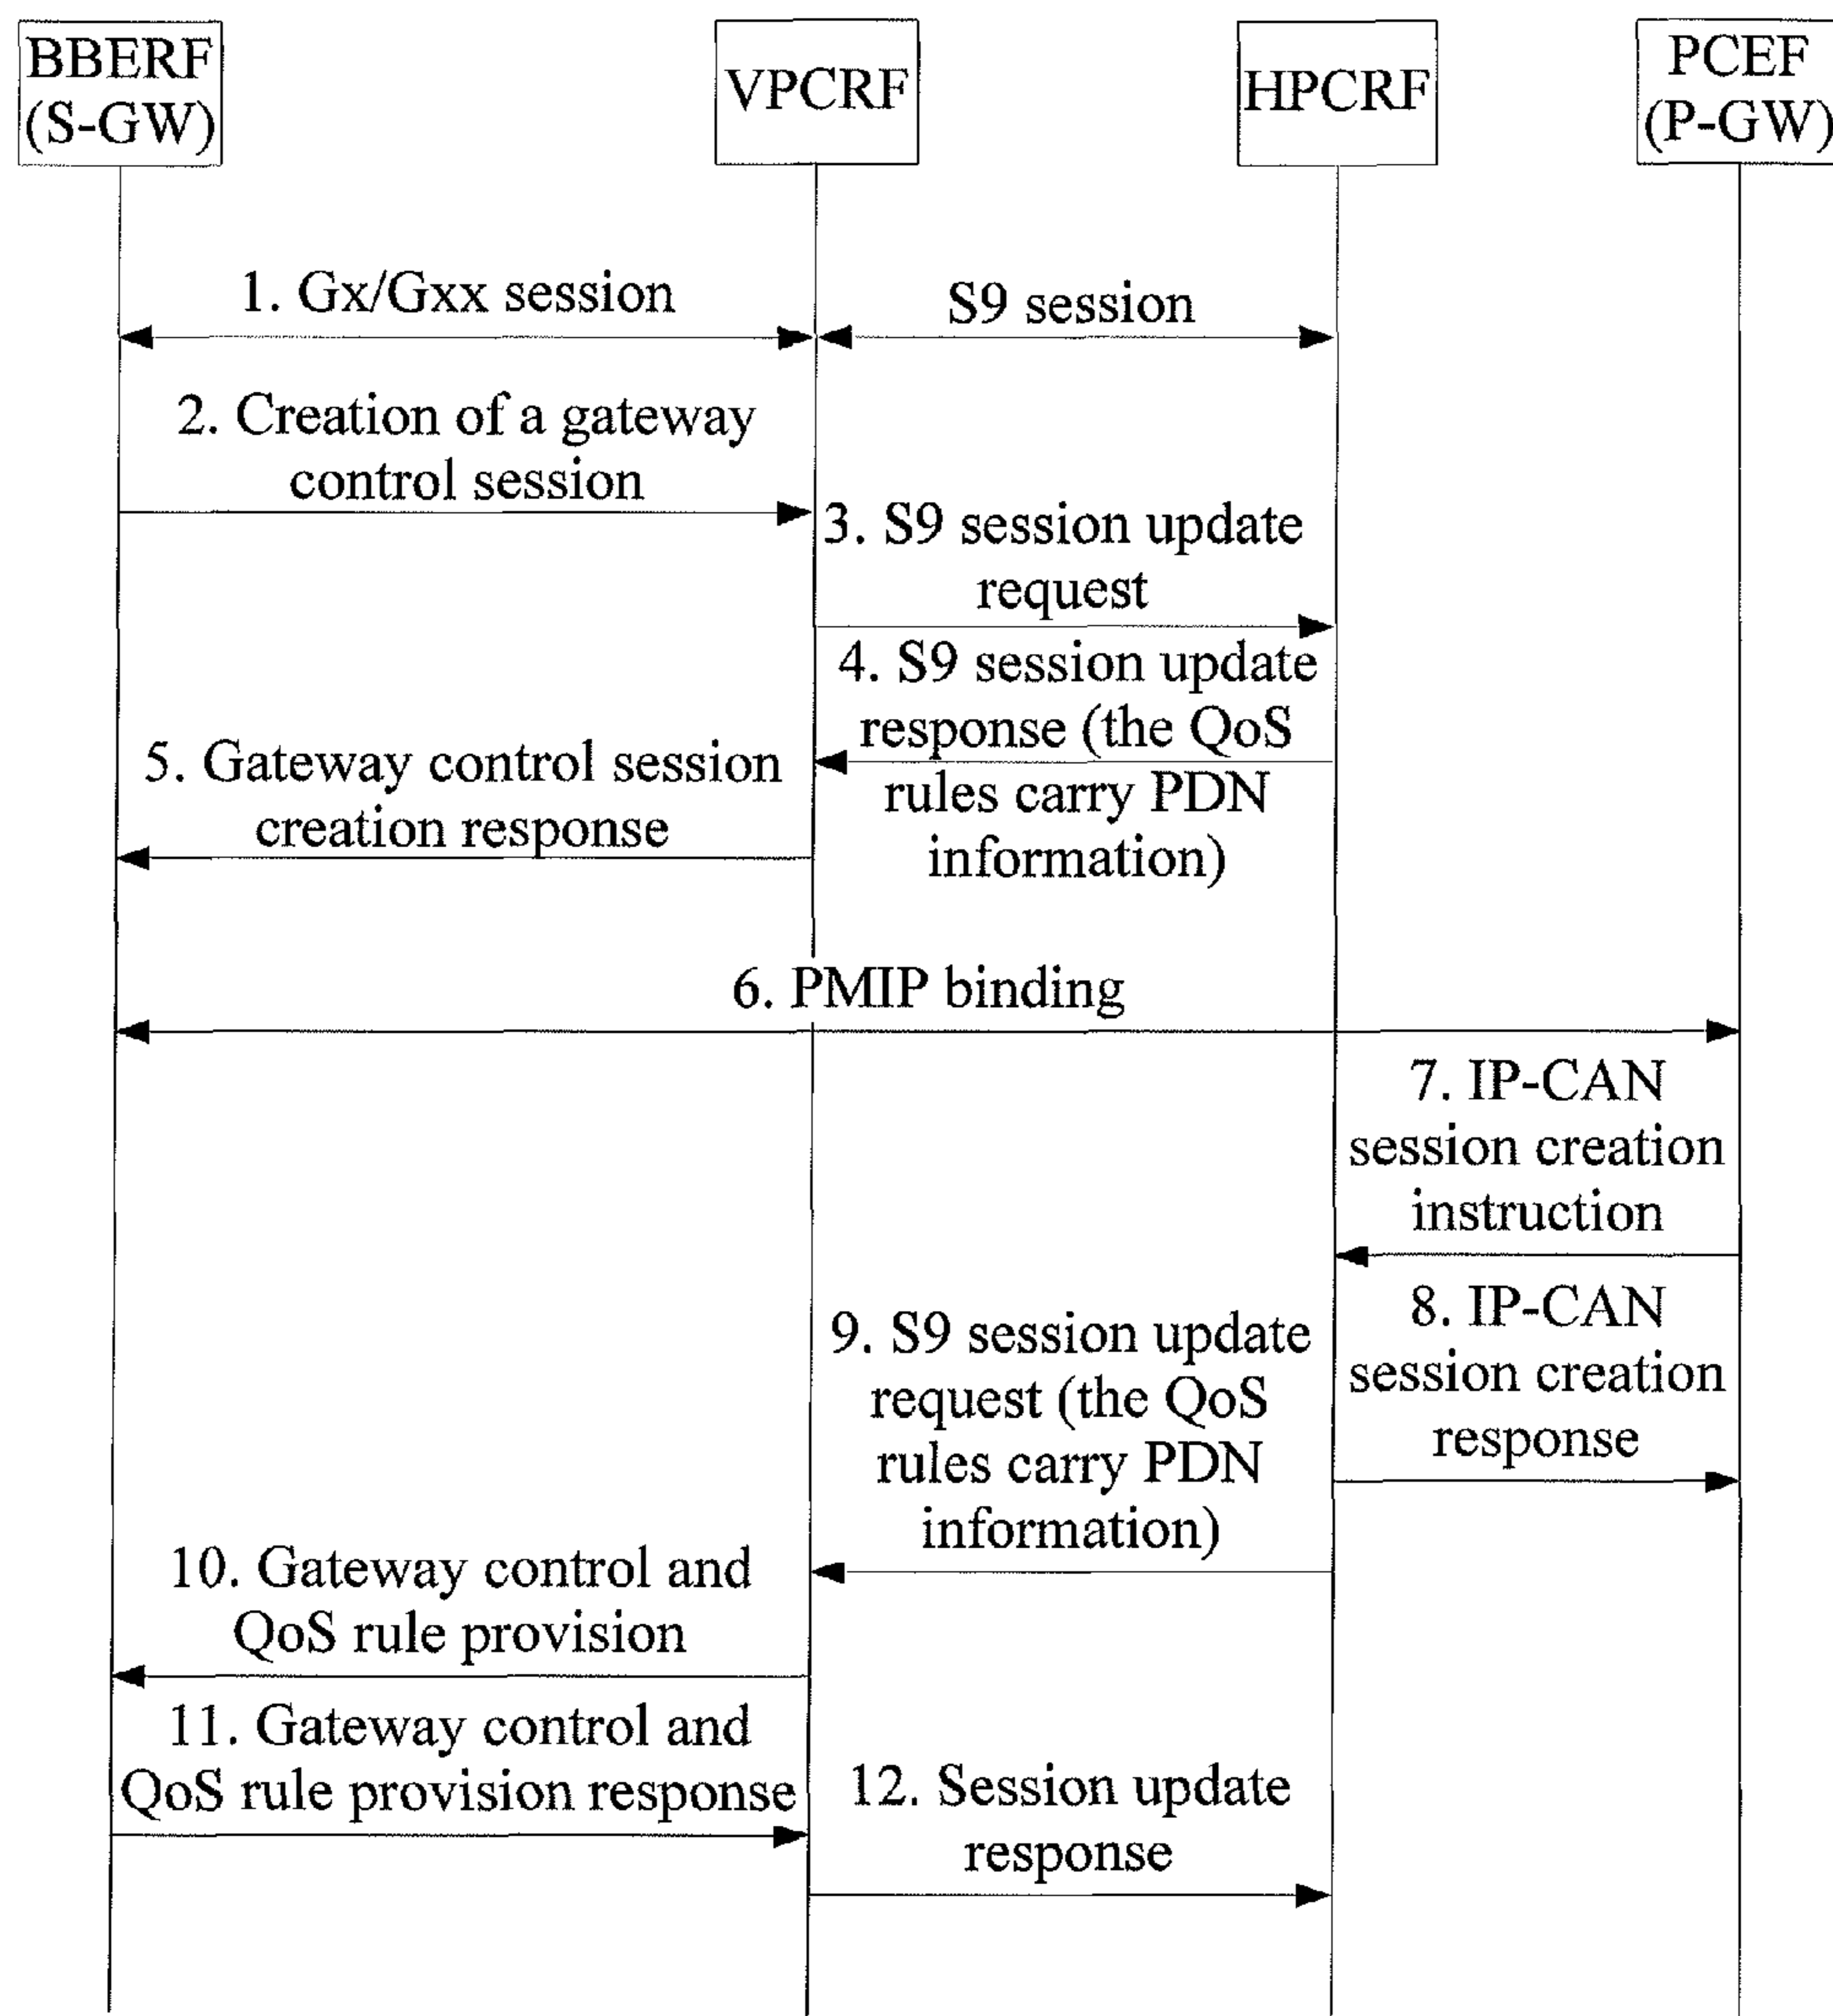 BBERF
(S-GW)
VPCRF
HPCRF
PCEF
(P-GW)
1. Gx/Gxx session
S9 session
2. Creation of a gateway
control session
3. S9 session update
request
4. S9 session update
response (the QoS
rules carry PDN
information)
5. Gateway control session
creation response
6. PMIP binding
7. IP-CAN
session creation
instruction
8. IP-CAN
session creation
response
9. S9 session update
request (the QoS
rules carry PDN
information)
10. Gateway control and
QoS rule provision
11. Gateway control and
QoS rule provision response
12. Session update
response